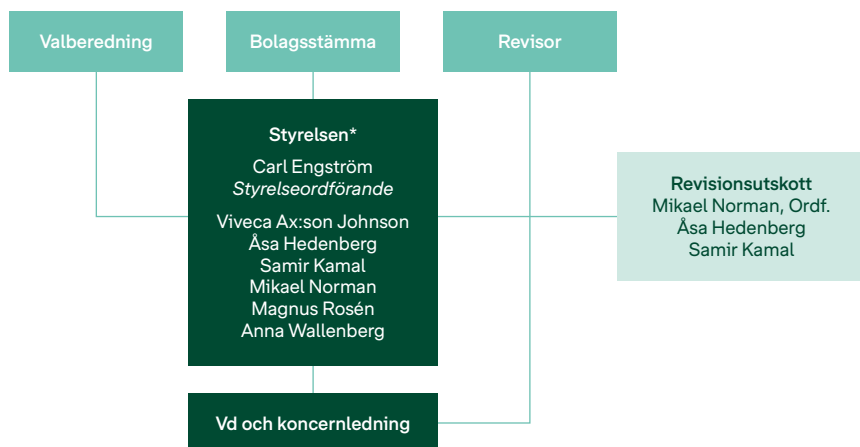 Valberedning
Bolagsstämma
Revisor
Styrelsen*
Carl Engström
Styrelseordförande
Viveca Ax:son Johnson
Åsa Hedenberg
Samir Kamal
Mikael Norman
Magnus Rosén
Anna Wallenberg
Revisionsutskott
Mikael Norman, Ordf.
Åsa Hedenberg
Samir Kamal
Vd och koncernledning